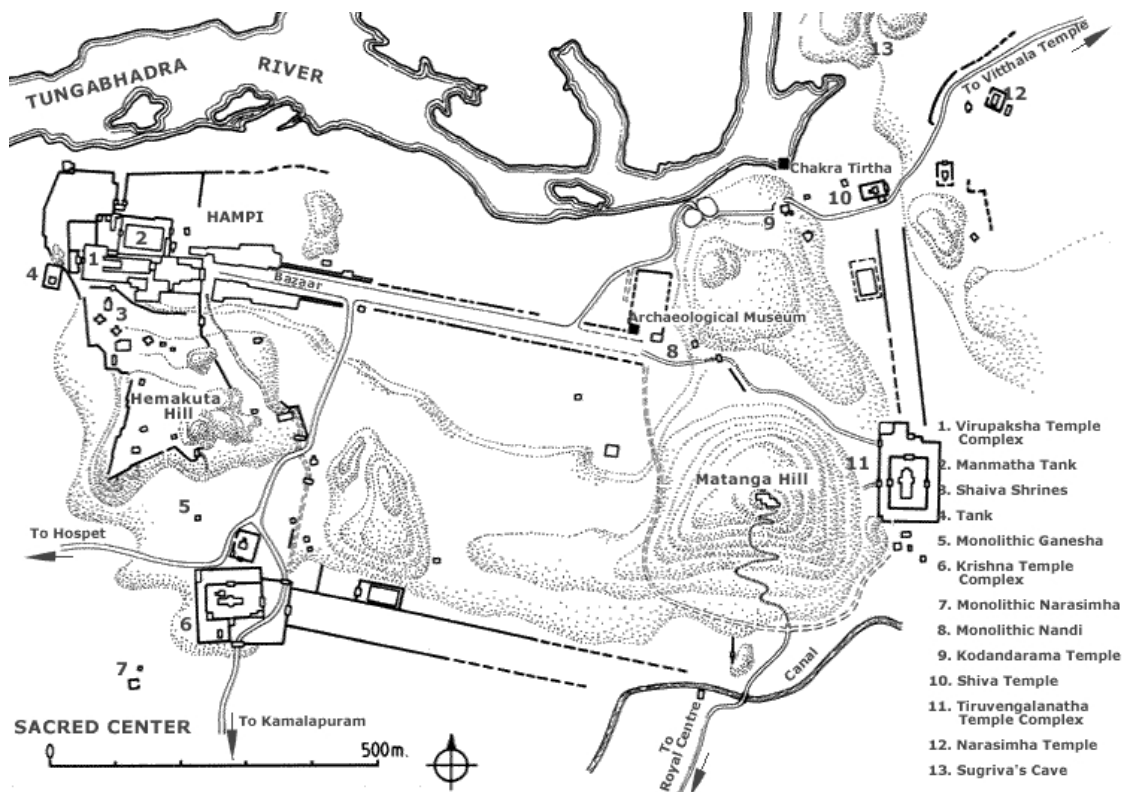 TUNGABHADRA RIVER
13
To Vitthala Temple
12
Chakra Tirtha
10
9
HAMPI
2
1
4
Bazaar
3
Archaeological Museum
8
Hemakuta
Hill
Matanga Hill
11
5
To Hospet
6
7
Canal
To Kamalapuram
To
Royal Centre
SACRED CENTER
0 500m.
1. Virupaksha Temple
Complex
2. Manmatha Tank
3. Shaiva Shrines
4. Tank
5. Monolithic Ganesha
6. Krishna Temple
Complex
7. Monolithic Narasimha
8. Monolithic Nandi
9. Kodandarama Temple
10. Shiva Temple
11. Tiruvengalanatha
Temple Complex
12. Narasimha Temple
13. Sugriva's Cave